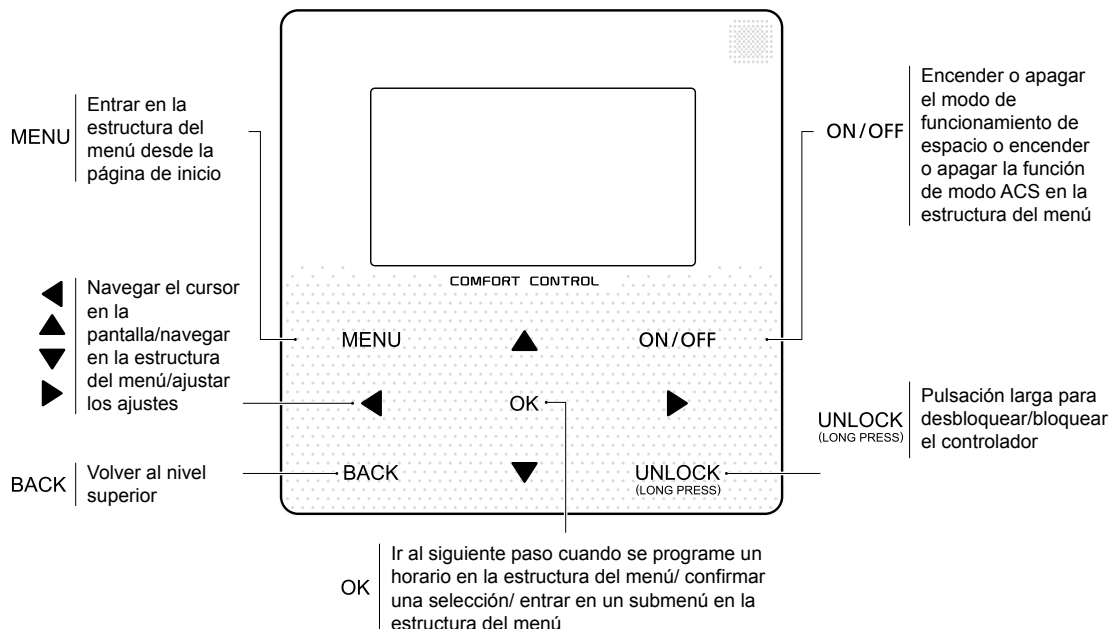 MENU
Entrar en la
estructura del
menú desde la
página de inicio
Navegar el cursor
en la
pantalla/navegar
en la estructura
del menú/ajustar
los ajustes
BACK
Volver al nivel
superior
COMFORT CONTROL
MENU
ON/OFF
OK
BACK
UNLOCK
(LONG PRESS)
ON/OFF
Encender o apagar
el modo de
funcionamiento de
espacio o encender
o apagar la función
de modo ACS en la
estructura del menú
UNLOCK
(LONG PRESS)
Pulsación larga para
desbloquear/bloquear
el controlador
OK
Ir al siguiente paso cuando se programe un
horario en la estructura del menú/ confirmar
una selección/ entrar en un submenú en la
estructura del menú